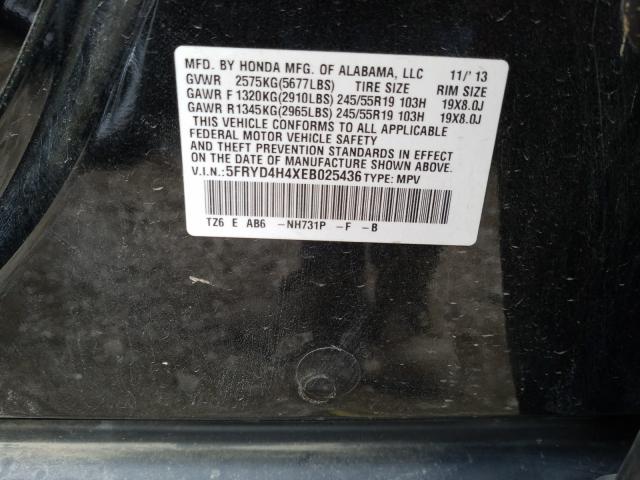 MFD. BY HONDA MFG. OF ALABAMA, LLC 11/'13
GVWR 2575KG(5677LBS) TIRE SIZE RIM SIZE
GAWR F 1320KG(2910LBS) 245/55R19 103H 19X8.0J
GAWR R1345KG(2965LBS) 245/55R19 103H 19X8.0J
THIS VEHICLE CONFORMS TO ALL APPLICABLE
FEDERAL MOTOR VEHICLE SAFETY
AND THEFT PREVENTION STANDARDS IN EFFECT
ON THE DATE OF MANUFACTURE SHOWN ABOVE.
V.I.N.:5FRYD4H4XEB025436 TYPE: MPV
TZ6 E AB6 -NH731P -F -B